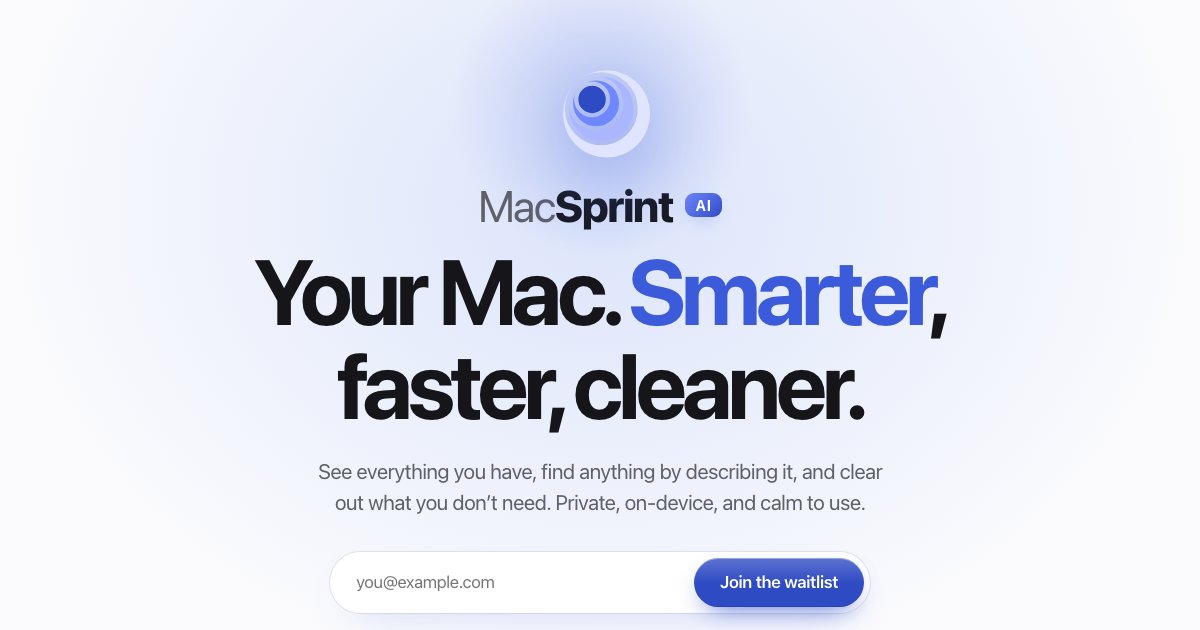 MacSprint AI
Your Mac. Smarter,
faster, cleaner.
See everything you have, find anything by describing it, and clear
out what you don’t need. Private, on-device, and calm to use.
you@example.com Join the waitlist